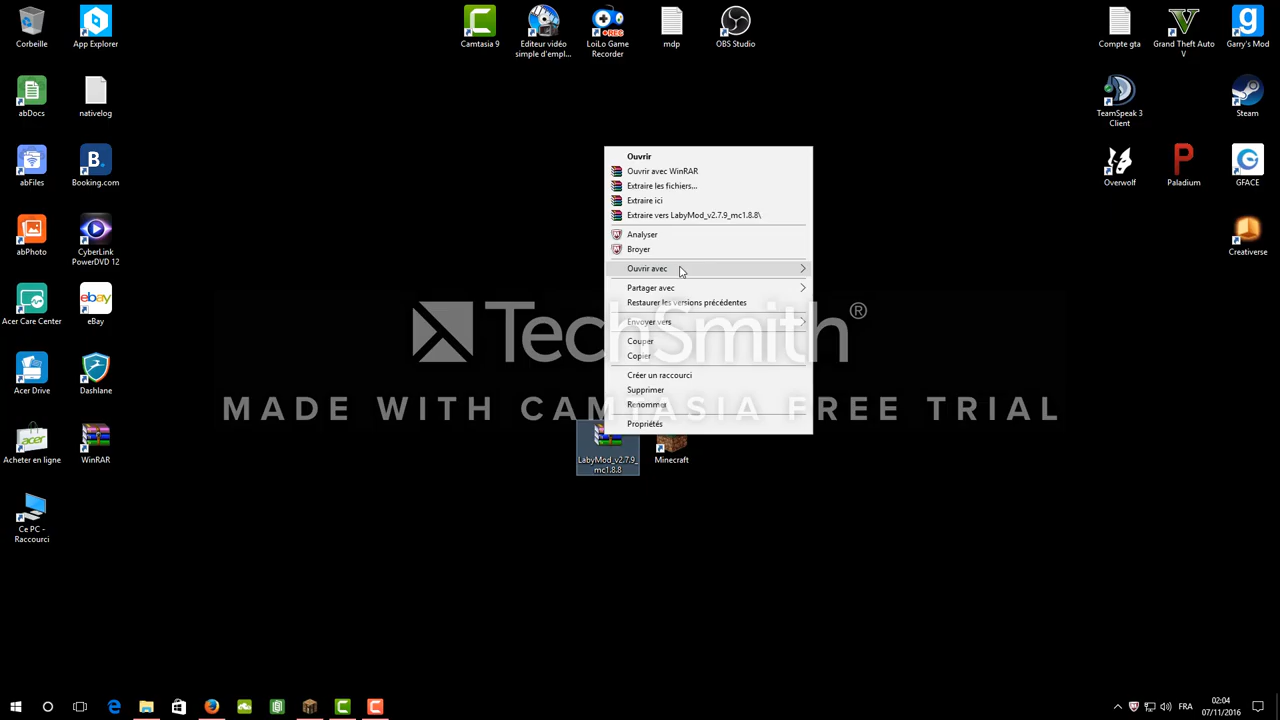 Corbeille
App Explorer
Camtasia 9
Editeur vidéo
simple d'empl...
LoiLo Game
Recorder
mdp
OBS Studio
Compte gta
Grand Theft Auto
V
Garry's Mod
abDocs
nativelog
TeamSpeak 3
Client
Steam
abFiles
Booking.com
Overwolf
Paladium
GFACE
abPhoto
CyberLink
PowerDVD 12
Creativerse
Acer Care Center
eBay
Acer Drive
Dashlane
Acheter en ligne
WinRAR
Ce PC -
Raccourci
Ouvrir
Ouvrir avec WinRAR
Extraire les fichiers...
Extraire ici
Extraire vers LabyMod_v2.7.9_mc1.8.8\
Analyser
Broyer
Ouvrir avec
Partager avec
Restaurer les versions précédentes
Envoyer vers
Couper
Copier
Créer un raccourci
Supprimer
Renommer
Propriétés
TechSmith®
MADE WITH CAMTASIA FREE TRIAL
LabyMod_v2.7.9_
mc1.8.8
Minecraft
FRA
02:04
07/11/2016